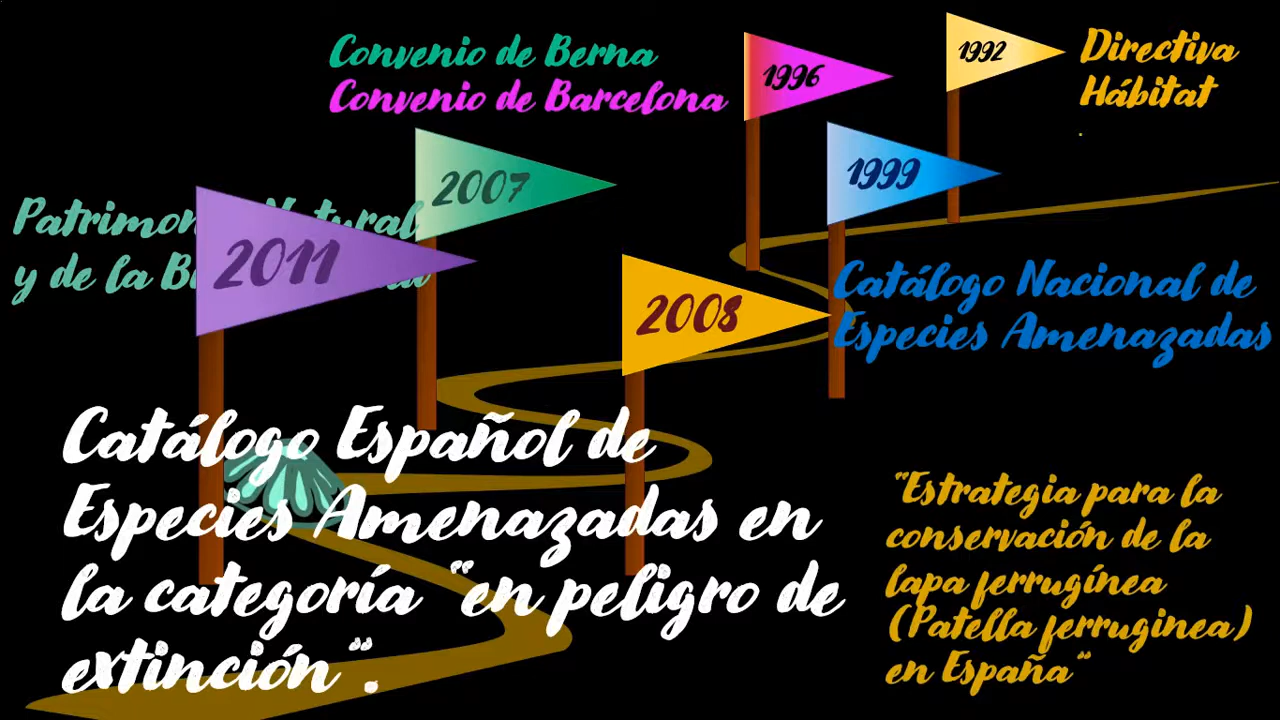 Directiva
Hábitat
1992
Convenio de Berna
Convenio de Barcelona
1996
1999
Catálogo Nacional de
Especies Amenazadas
2007
y de la
2008
"Estrategia para la
conservación de la
lapa ferrugínea
(Patella ferruginea)
en España"
2011
Catálogo Español de
Especies Amenazadas en
la categoría "en peligro de
extinción".